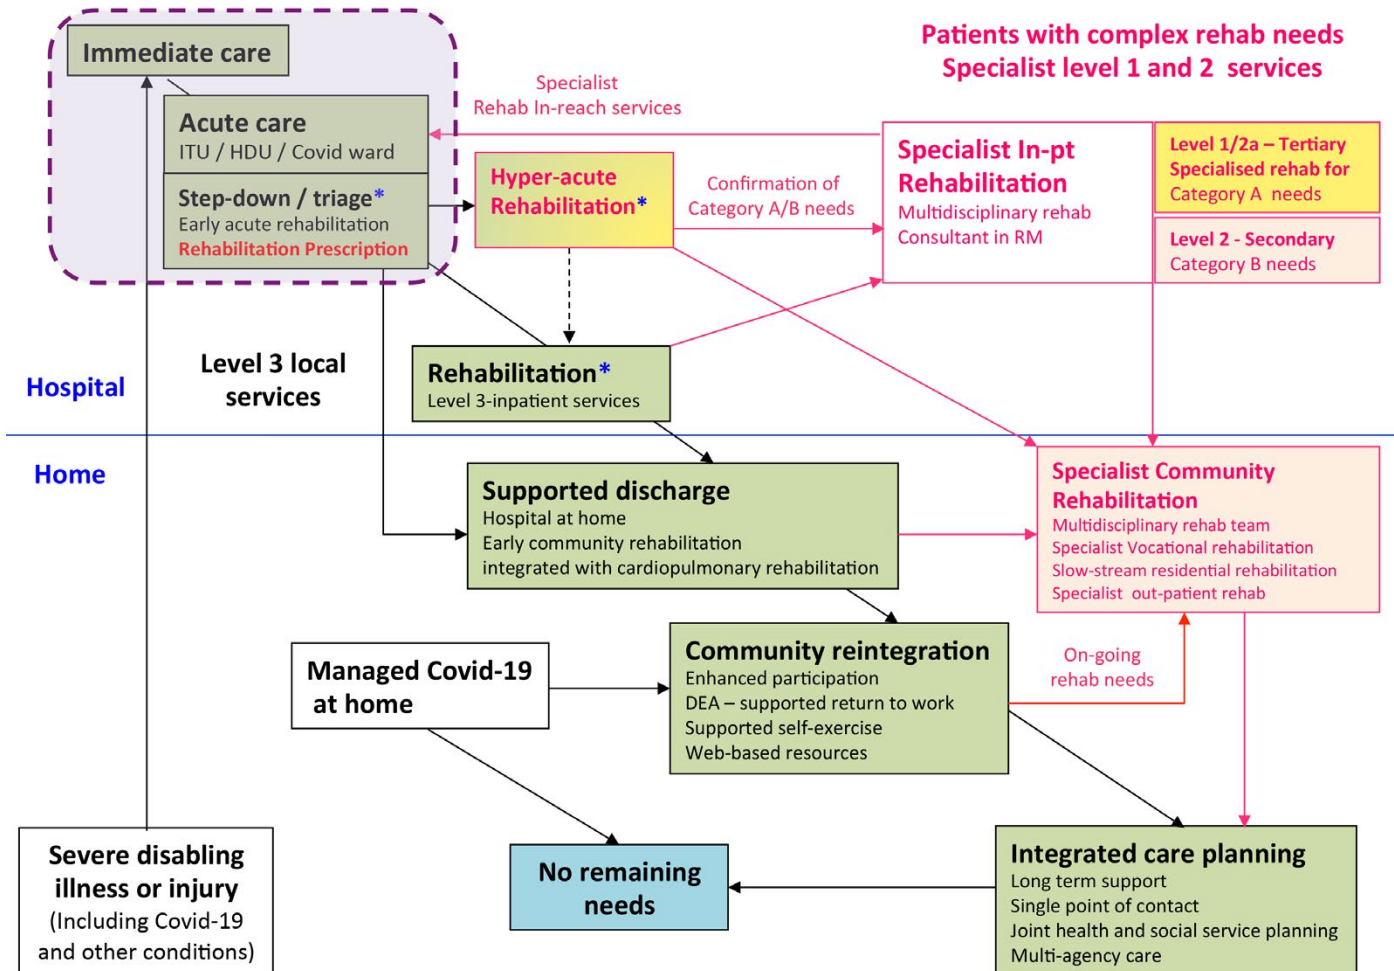 Immediate care
Acute care
ITU / HDU / Covid ward
Step-down / triage*
Early acute rehabilitation
Rehabilitation Prescription
Patients with complex rehab needs
Specialist level 1 and 2 services
Specialist
Rehab In-reach services
Hyper-acute
Rehabilitation*
Confirmation of
Category A/B needs
Specialist In-pt
Rehabilitation
Multidisciplinary rehab
Consultant in RM
Level 1/2a – Tertiary
Specialised rehab for
Category A needs
Level 2 - Secondary
Category B needs
Level 3 local
services
Rehabilitation*
Level 3-inpatient services
Hospital
Home
Supported discharge
Hospital at home
Early community rehabilitation
integrated with cardiopulmonary rehabilitation
Specialist Community
Rehabilitation
Multidisciplinary rehab team
Specialist Vocational rehabilitation
Slow-stream residential rehabilitation
Specialist out-patient rehab
Managed Covid-19
at home
Community reintegration
Enhanced participation
DEA – supported return to work
Supported self-exercise
Web-based resources
On-going
rehab needs
Severe disabling
illness or injury
(Including Covid-19
and other conditions)
No remaining
needs
Integrated care planning
Long term support
Single point of contact
Joint health and social service planning
Multi-agency care